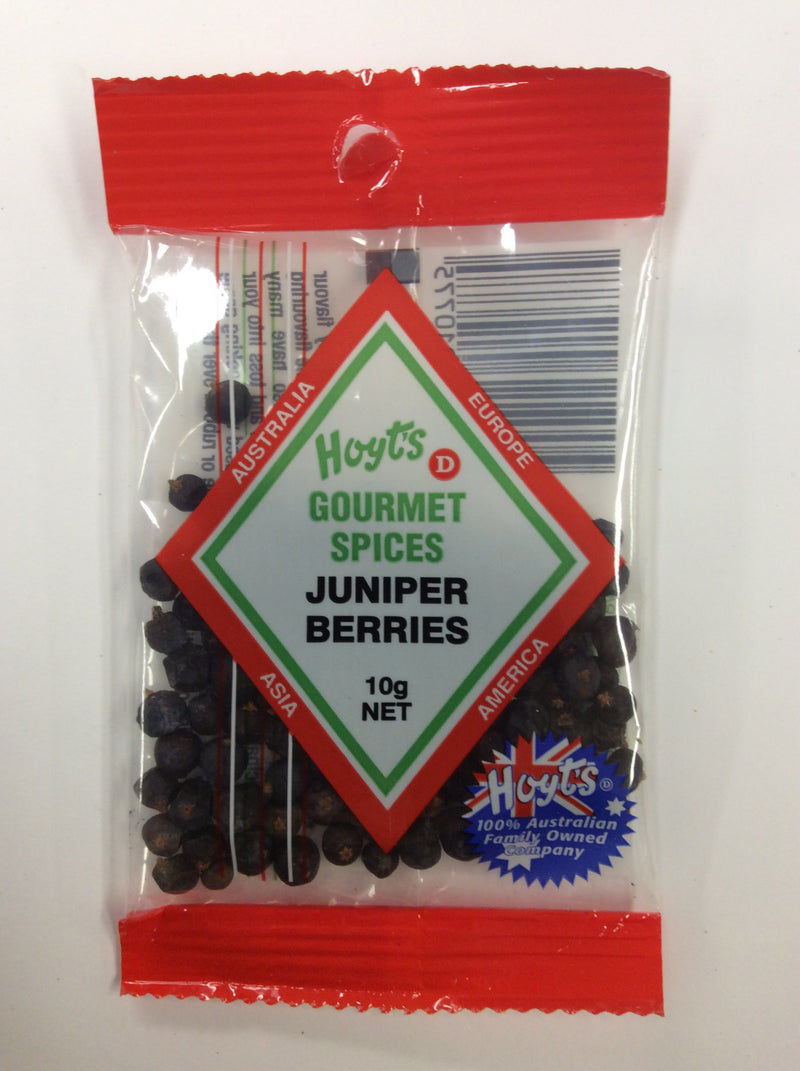 AUSTRALIA
EUROPE
Hoyt's D
GOURMET
SPICES
JUNIPER
BERRIES
10g
NET
ASIA
AMERICA
Hoyt's D
100% Australian
Family Owned
Company